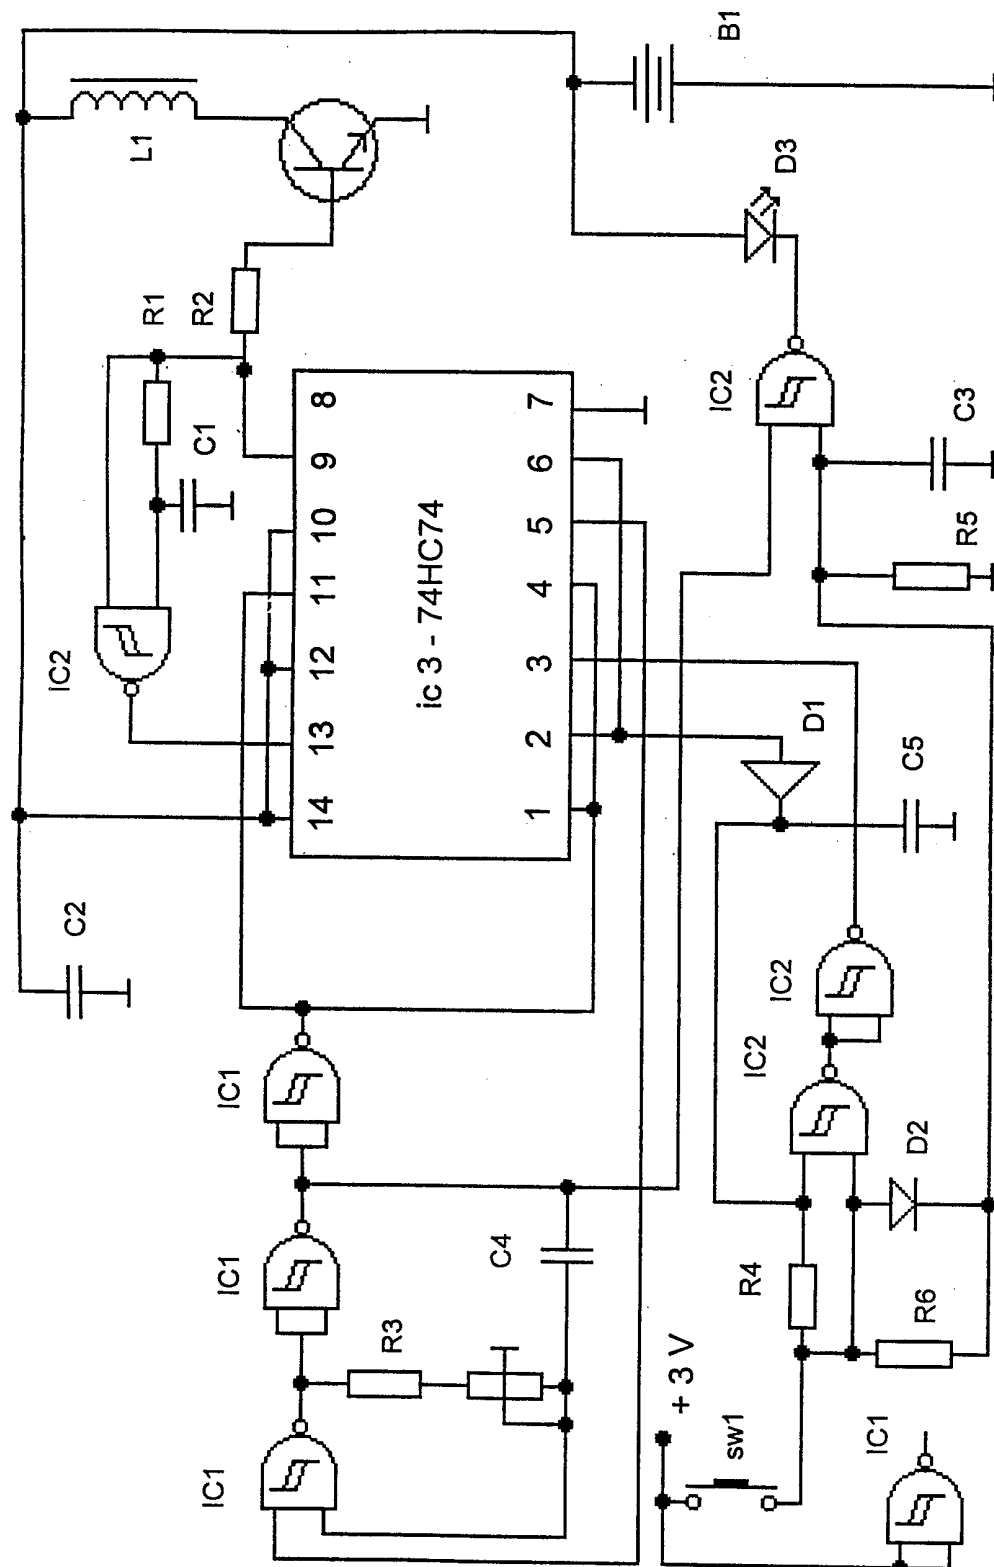 B1
L1
D3
R1
R2
IC2
C3
C1
8
9
10
11
12
13
14
7
6
5
4
3
2
1
ic 3 - 74HC74
R5
IC2
D1
C5
C2
IC2
IC2
D2
IC1
IC1
C4
R4
R6
R3
+ 3 V
sw1
IC1
IC1